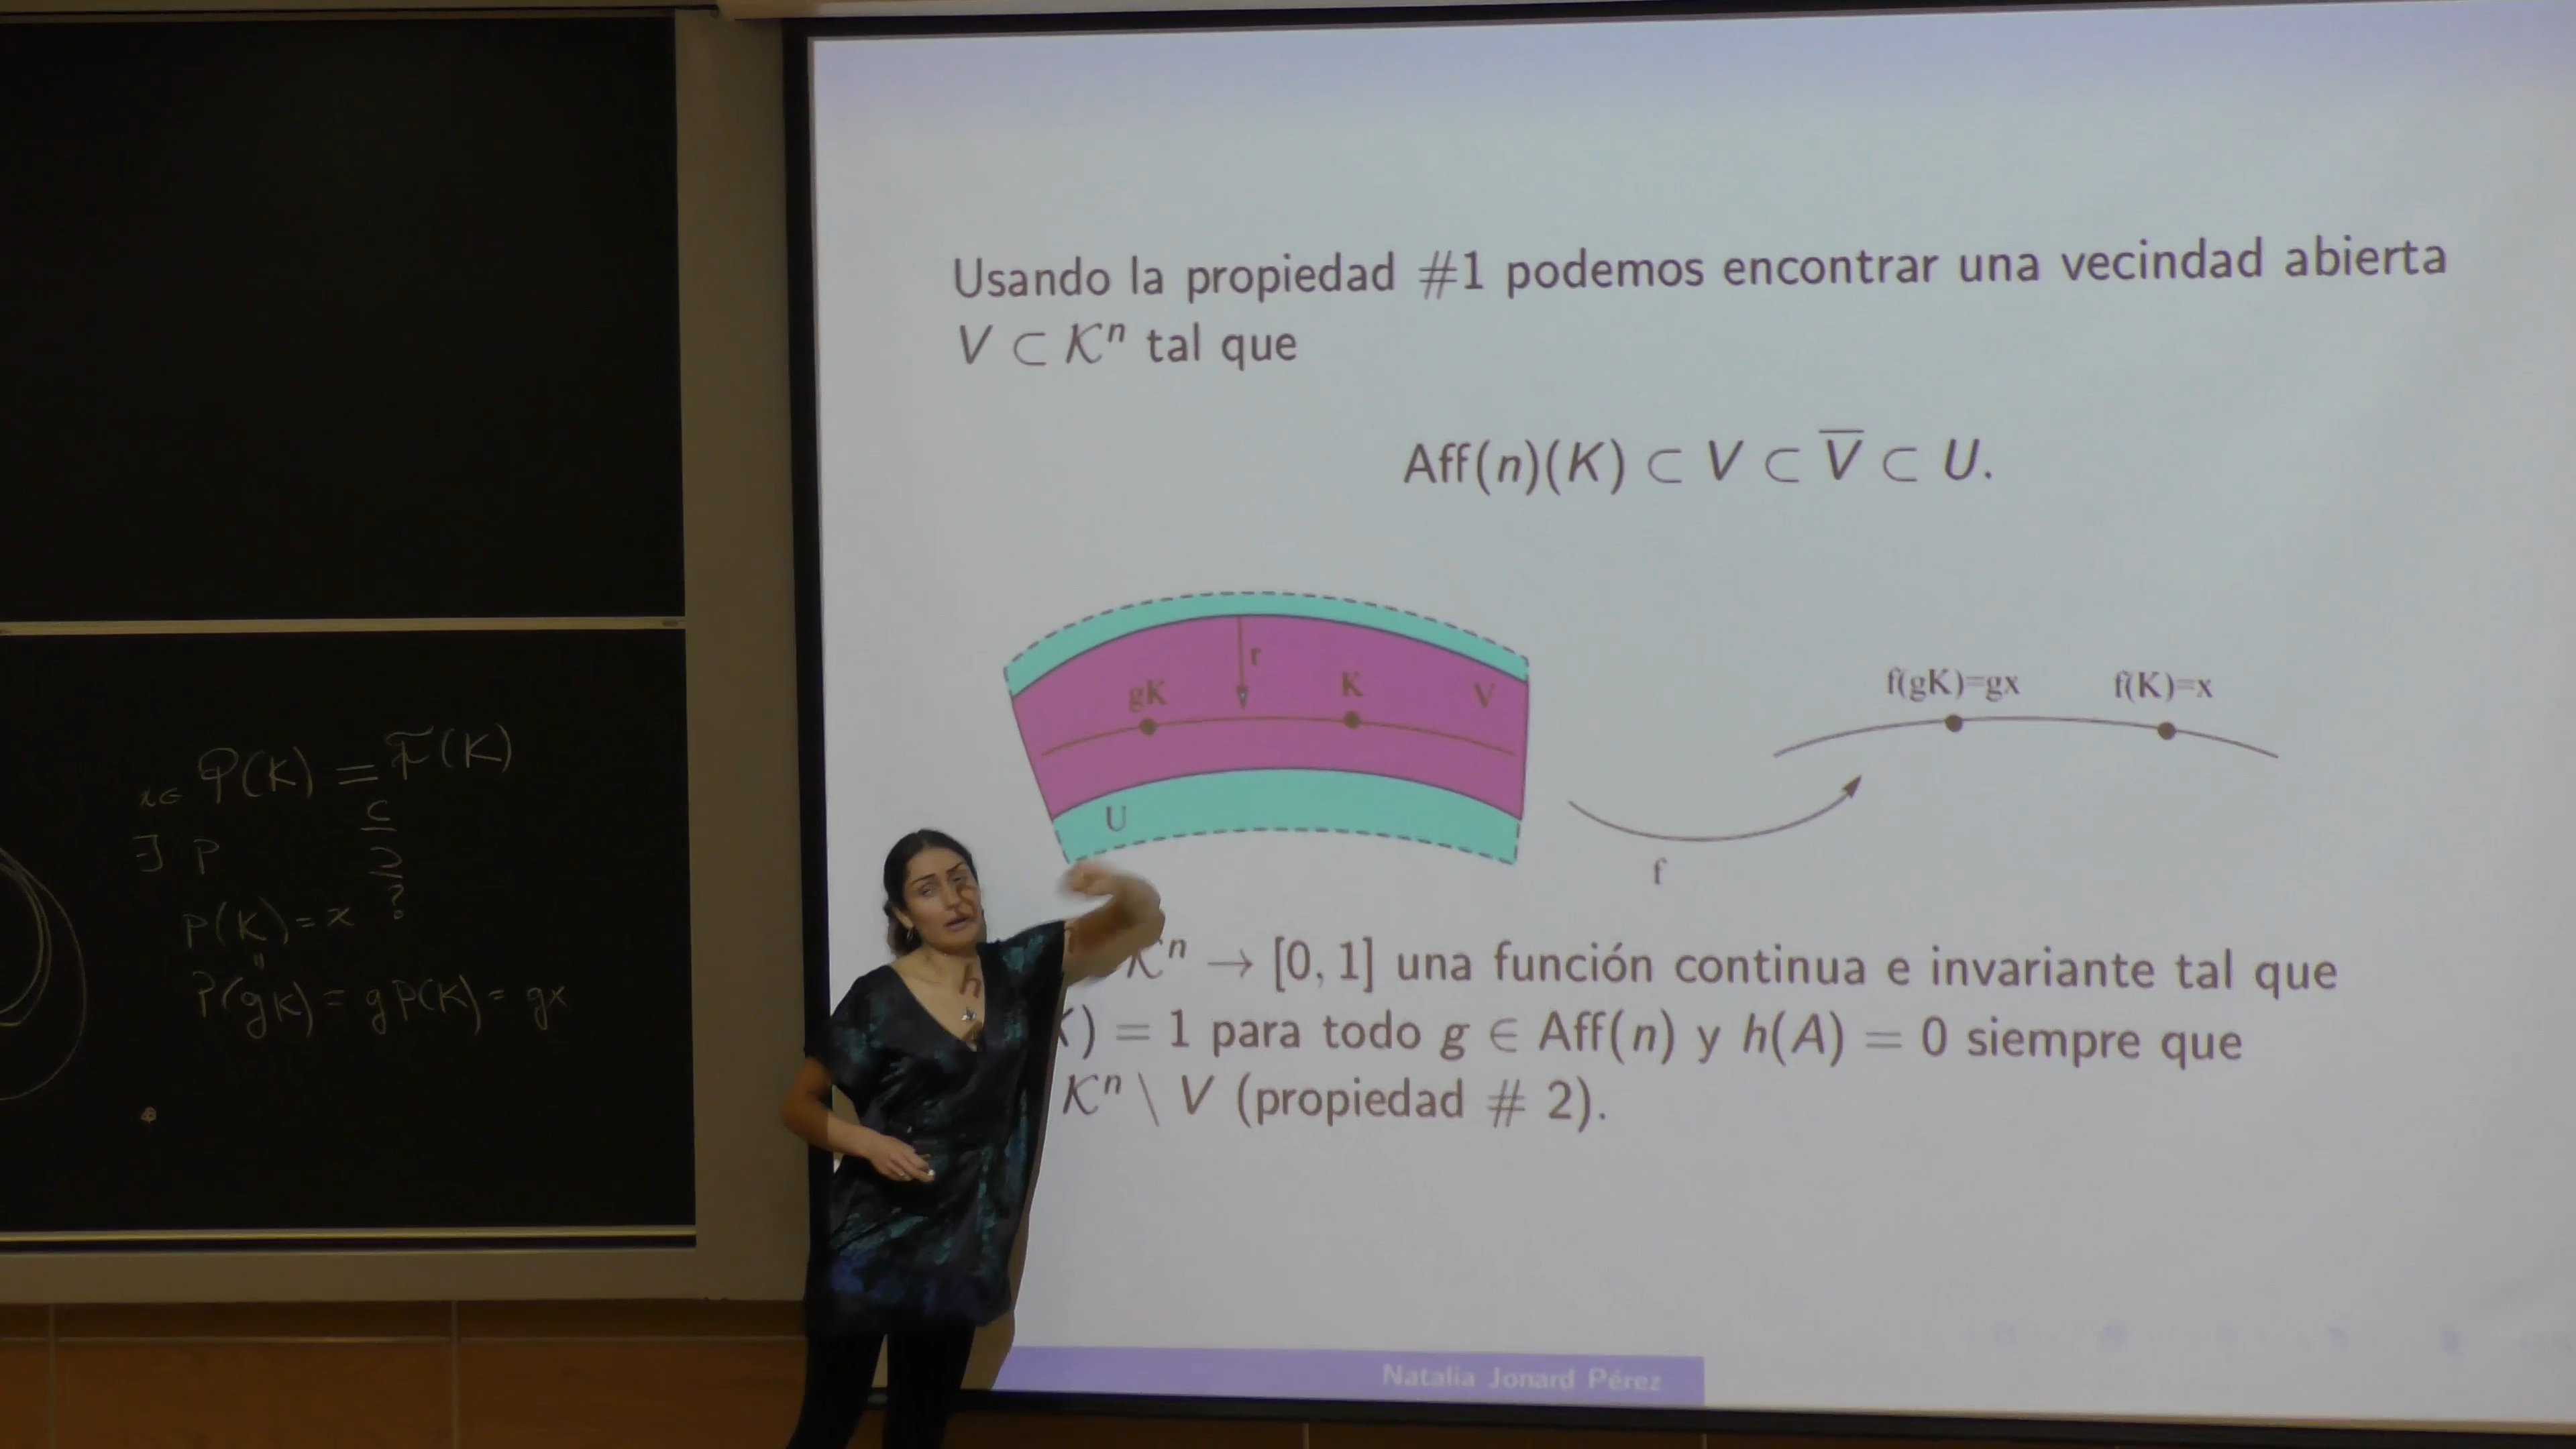 Usando la propiedad #1 podemos encontrar una vecindad abierta
V ⊂ 𝒦ⁿ tal que
Aff(n)(K) ⊂ V ⊂ V̅ ⊂ U.
r
gK K V
U
f(gK)=gx f(K)=x
f
h
𝒦ⁿ → [0, 1] una función continua e invariante tal que
) = 1 para todo g ∈ Aff(n) y h(A) = 0 siempre que
𝒦ⁿ \ V (propiedad # 2).
Natalia Jonard Pérez
x∈ 𝒫(K) = ℱ(K)
⊆
∃ P ⊇
P(K) = x ?
P(gK) = gP(K) = gx